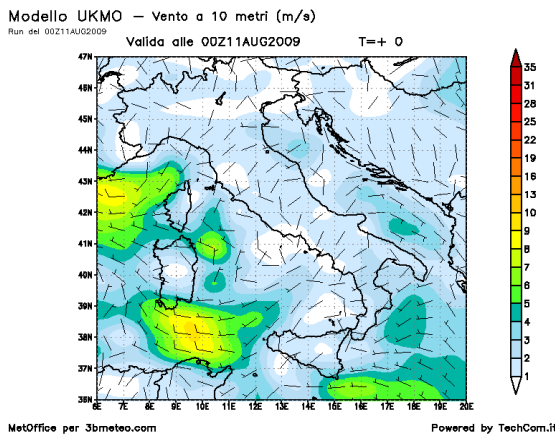 Modello UKMO – Vento a 10 metri (m/s)
Run del 00Z11AUG2009
Valida alle 00Z11AUG2009 T=+ 0
47N
46N
45N
44N
43N
42N
41N
40N
39N
38N
37N
36N
6E 7E 8E 9E 10E 11E 12E 13E 14E 15E 16E 17E 18E 19E 20E
35
31
28
25
22
19
16
13
10
9
8
7
6
5
4
3
2
1
MetOffice per 3bmeteo.com Powered by TechCom.it